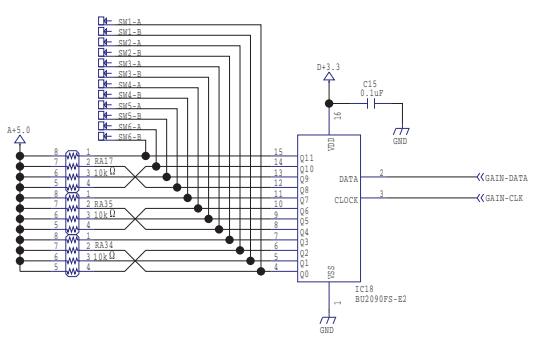 SW1-A
SW1-B
SW2-A
SW2-B
SW3-A
SW3-B
SW4-A
SW4-B
SW5-A
SW5-B
SW6-A
SW6-B
D+3.3
C15
0.1uF
GND
A+5.0
16
VDD
8 1 15 Q11
7 2 RA17 14 Q10
6 3 10kΩ 13 Q9
5 4 12 Q8
8 1 11 Q7
7 2 RA35 10 Q6
6 3 10kΩ 9 Q5
5 4 8 Q4
8 1 7 Q3
7 2 RA34 6 Q2
6 3 10kΩ 5 Q1
5 4 4 Q0
DATA 2 GAIN-DATA
CLOCK 3 GAIN-CLK
VSS
1
IC18
BU2090FS-E2
GND